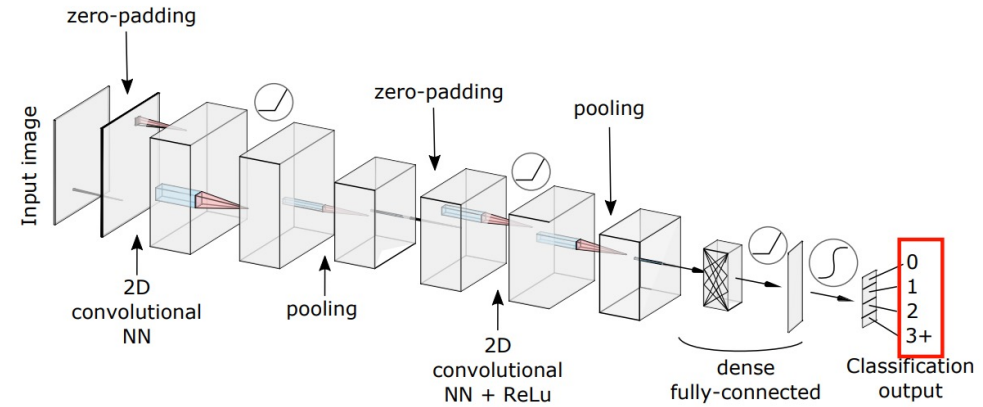 zero-padding
Input image
2D
convolutional
NN
pooling
zero-padding
2D
convolutional
NN + ReLu
pooling
dense
fully-connected
0
1
2
3+
Classification
output